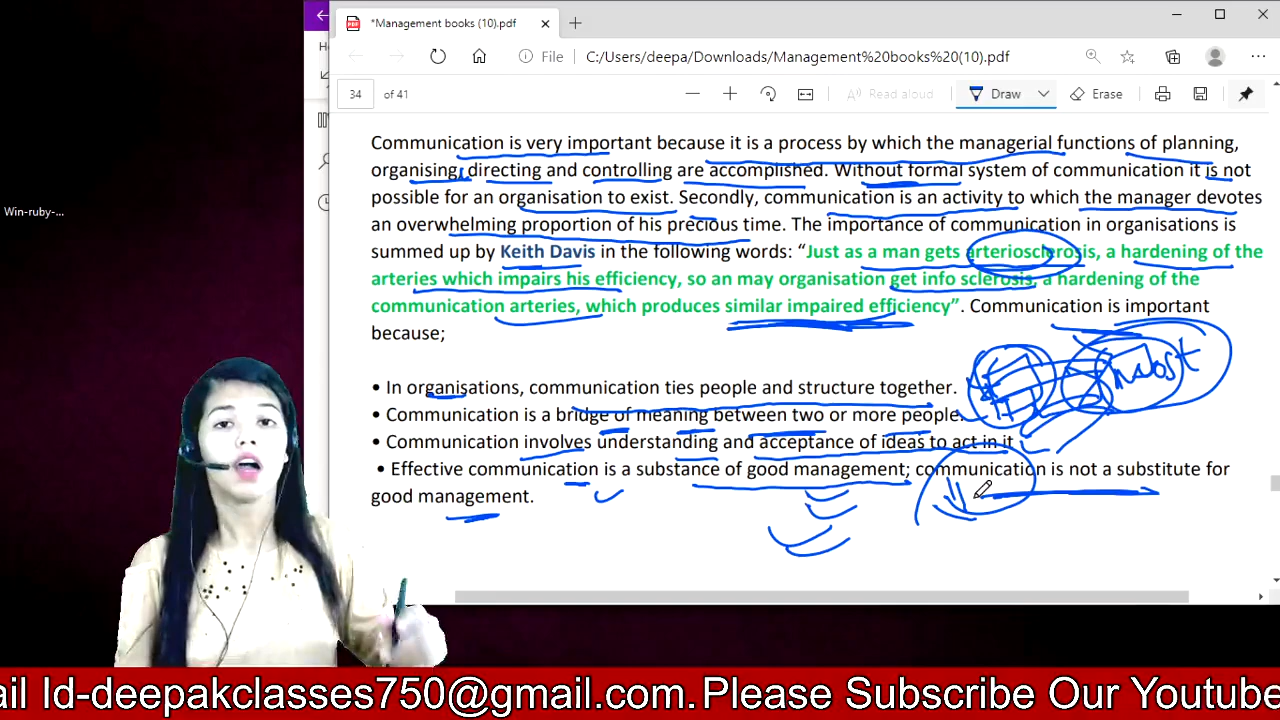 *Management books (10).pdf
File
C:/Users/deepa/Downloads/Management%20books%20(10).pdf
34 of 41
Read aloud
Draw
Erase
Win-ruby-...
Communication is very important because it is a process by which the managerial functions of planning,
organising, directing and controlling are accomplished. Without formal system of communication it is not
possible for an organisation to exist. Secondly, communication is an activity to which the manager devotes
an overwhelming proportion of his precious time. The importance of communication in organisations is
summed up by Keith Davis in the following words: “Just as a man gets arteriosclerosis, a hardening of the
arteries which impairs his efficiency, so an may organisation get info sclerosis, a hardening of the
communication arteries, which produces similar impaired efficiency”. Communication is important
because;
• In organisations, communication ties people and structure together.
• Communication is a bridge of meaning between two or more people.
• Communication involves understanding and acceptance of ideas to act in it
• Effective communication is a substance of good management; communication is not a substitute for
good management.
ail Id-deepakclasses750@gmail.com. Please Subscribe Our Youtube